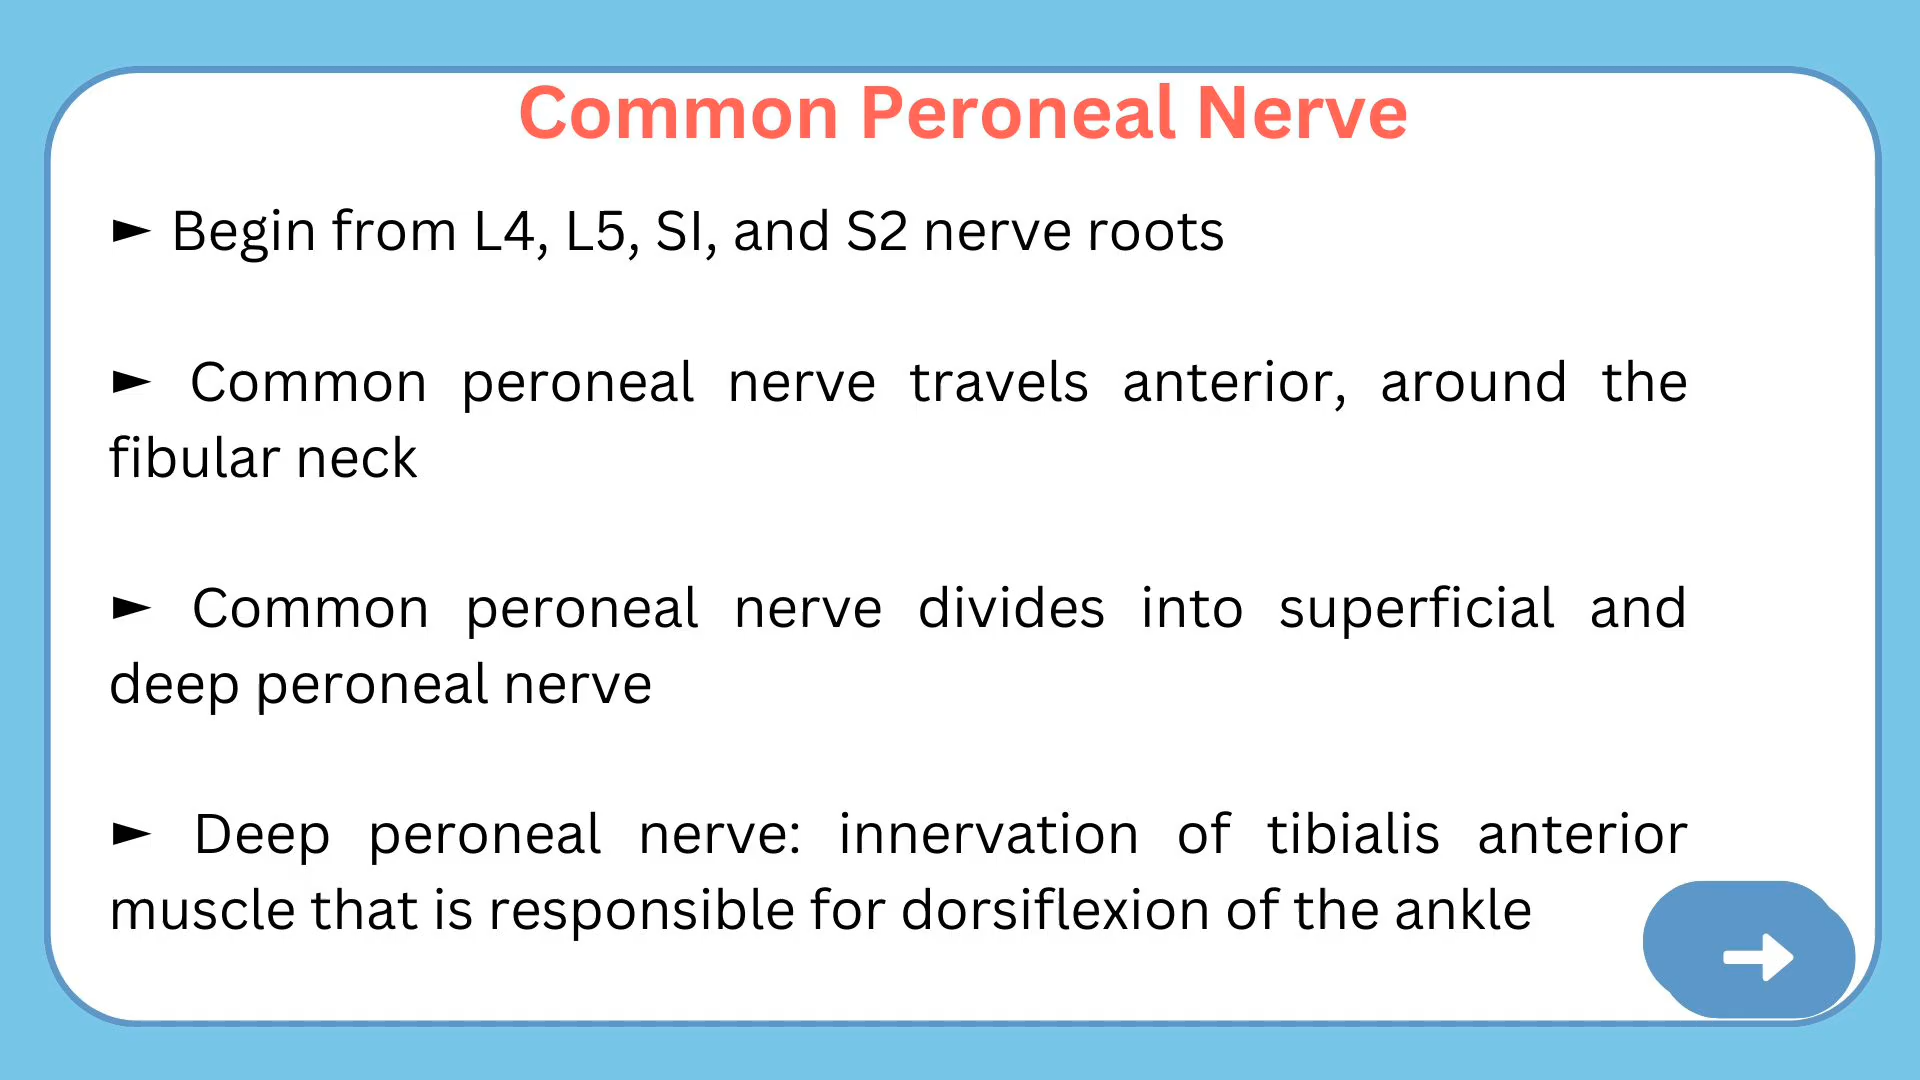 Common Peroneal Nerve
► Begin from L4, L5, SI, and S2 nerve roots
► Common peroneal nerve travels anterior, around the
fibular neck
► Common peroneal nerve divides into superficial and
deep peroneal nerve
► Deep peroneal nerve: innervation of tibialis anterior
muscle that is responsible for dorsiflexion of the ankle